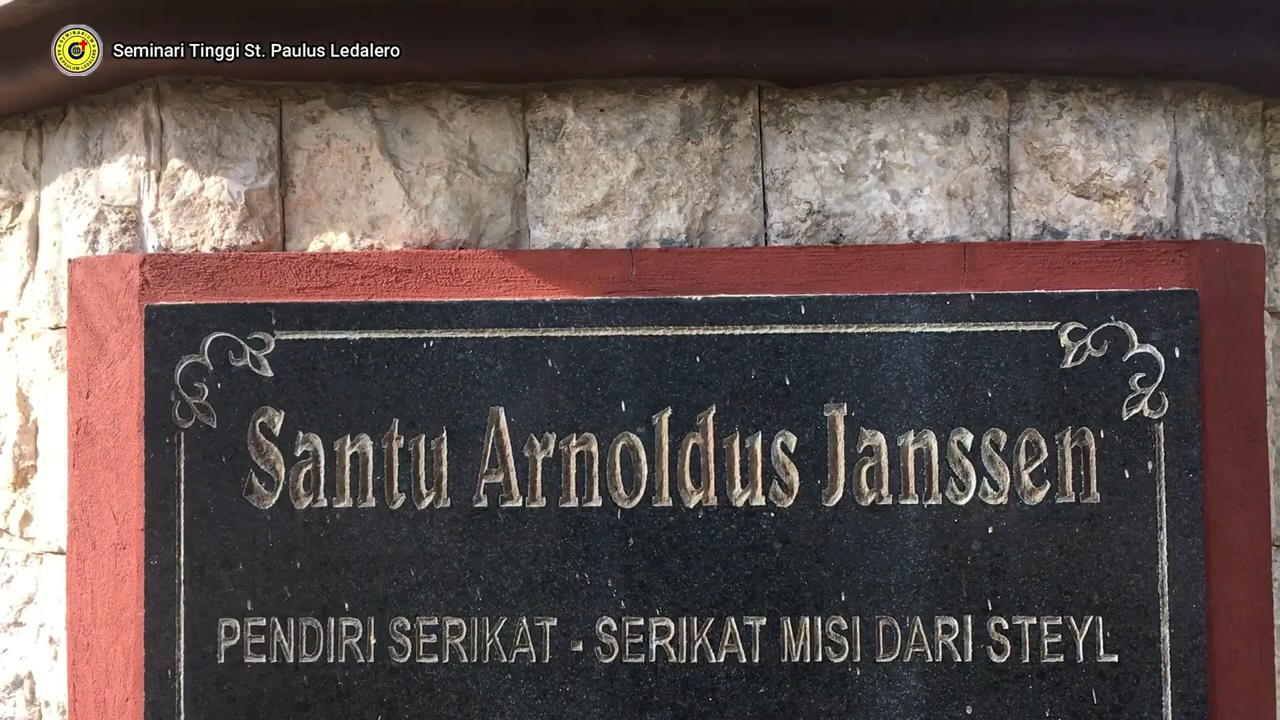 Seminari Tinggi St. Paulus Ledalero
Santu Arnoldus Janssen
PENDIRI SERIKAT - SERIKAT MISI DARI STEYL